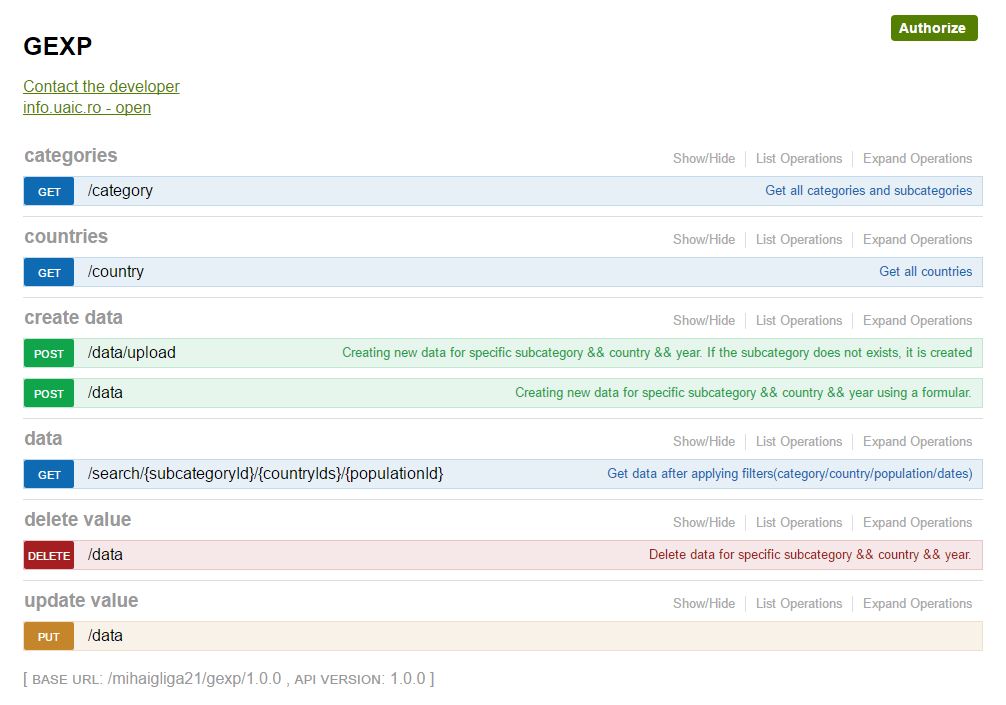 Authorize
GEXP
Contact the developer
info.uaic.ro - open
categories Show/Hide List Operations Expand Operations
GET /category Get all categories and subcategories
countries Show/Hide List Operations Expand Operations
GET /country Get all countries
create data Show/Hide List Operations Expand Operations
POST /data/upload Creating new data for specific subcategory && country && year. If the subcategory does not exists, it is created
POST /data Creating new data for specific subcategory && country && year using a formular.
data Show/Hide List Operations Expand Operations
GET /search/{subcategoryId}/{countryIds}/{populationId} Get data after applying filters(category/country/population/dates)
delete value Show/Hide List Operations Expand Operations
DELETE /data Delete data for specific subcategory && country && year.
update value Show/Hide List Operations Expand Operations
PUT /data
[ BASE URL: /mihaigliga21/gexp/1.0.0 , API VERSION: 1.0.0 ]